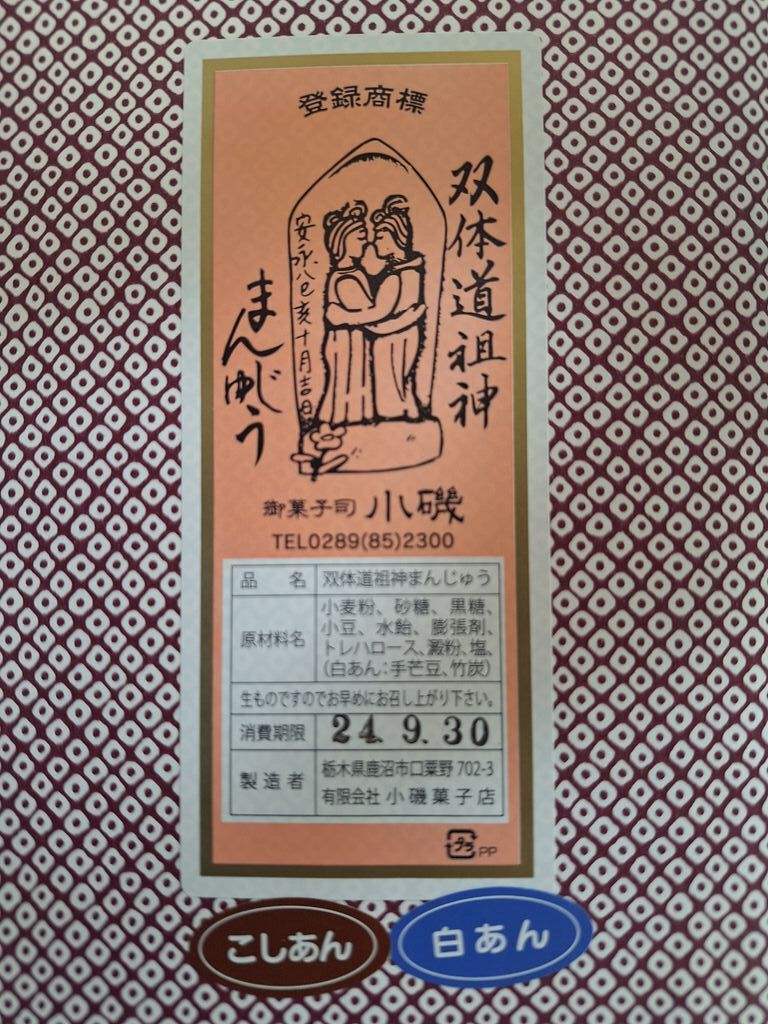 登録商標
双体道祖神
安永八己亥十月吉日
まんじゅう
御菓子司 小磯
TEL0289(85)2300
品名 双体道祖神まんじゅう
原材料名 小麦粉、砂糖、黒糖、
小豆、水飴、膨張剤、
トレハロース、澱粉、塩、
(白あん:手芒豆、竹炭)
生ものですのでお早めにお召し上がり下さい。
消費期限 24.9.30
製造者 栃木県鹿沼市口粟野702-3
有限会社 小磯菓子店
プラ PP
こしあん
白あん